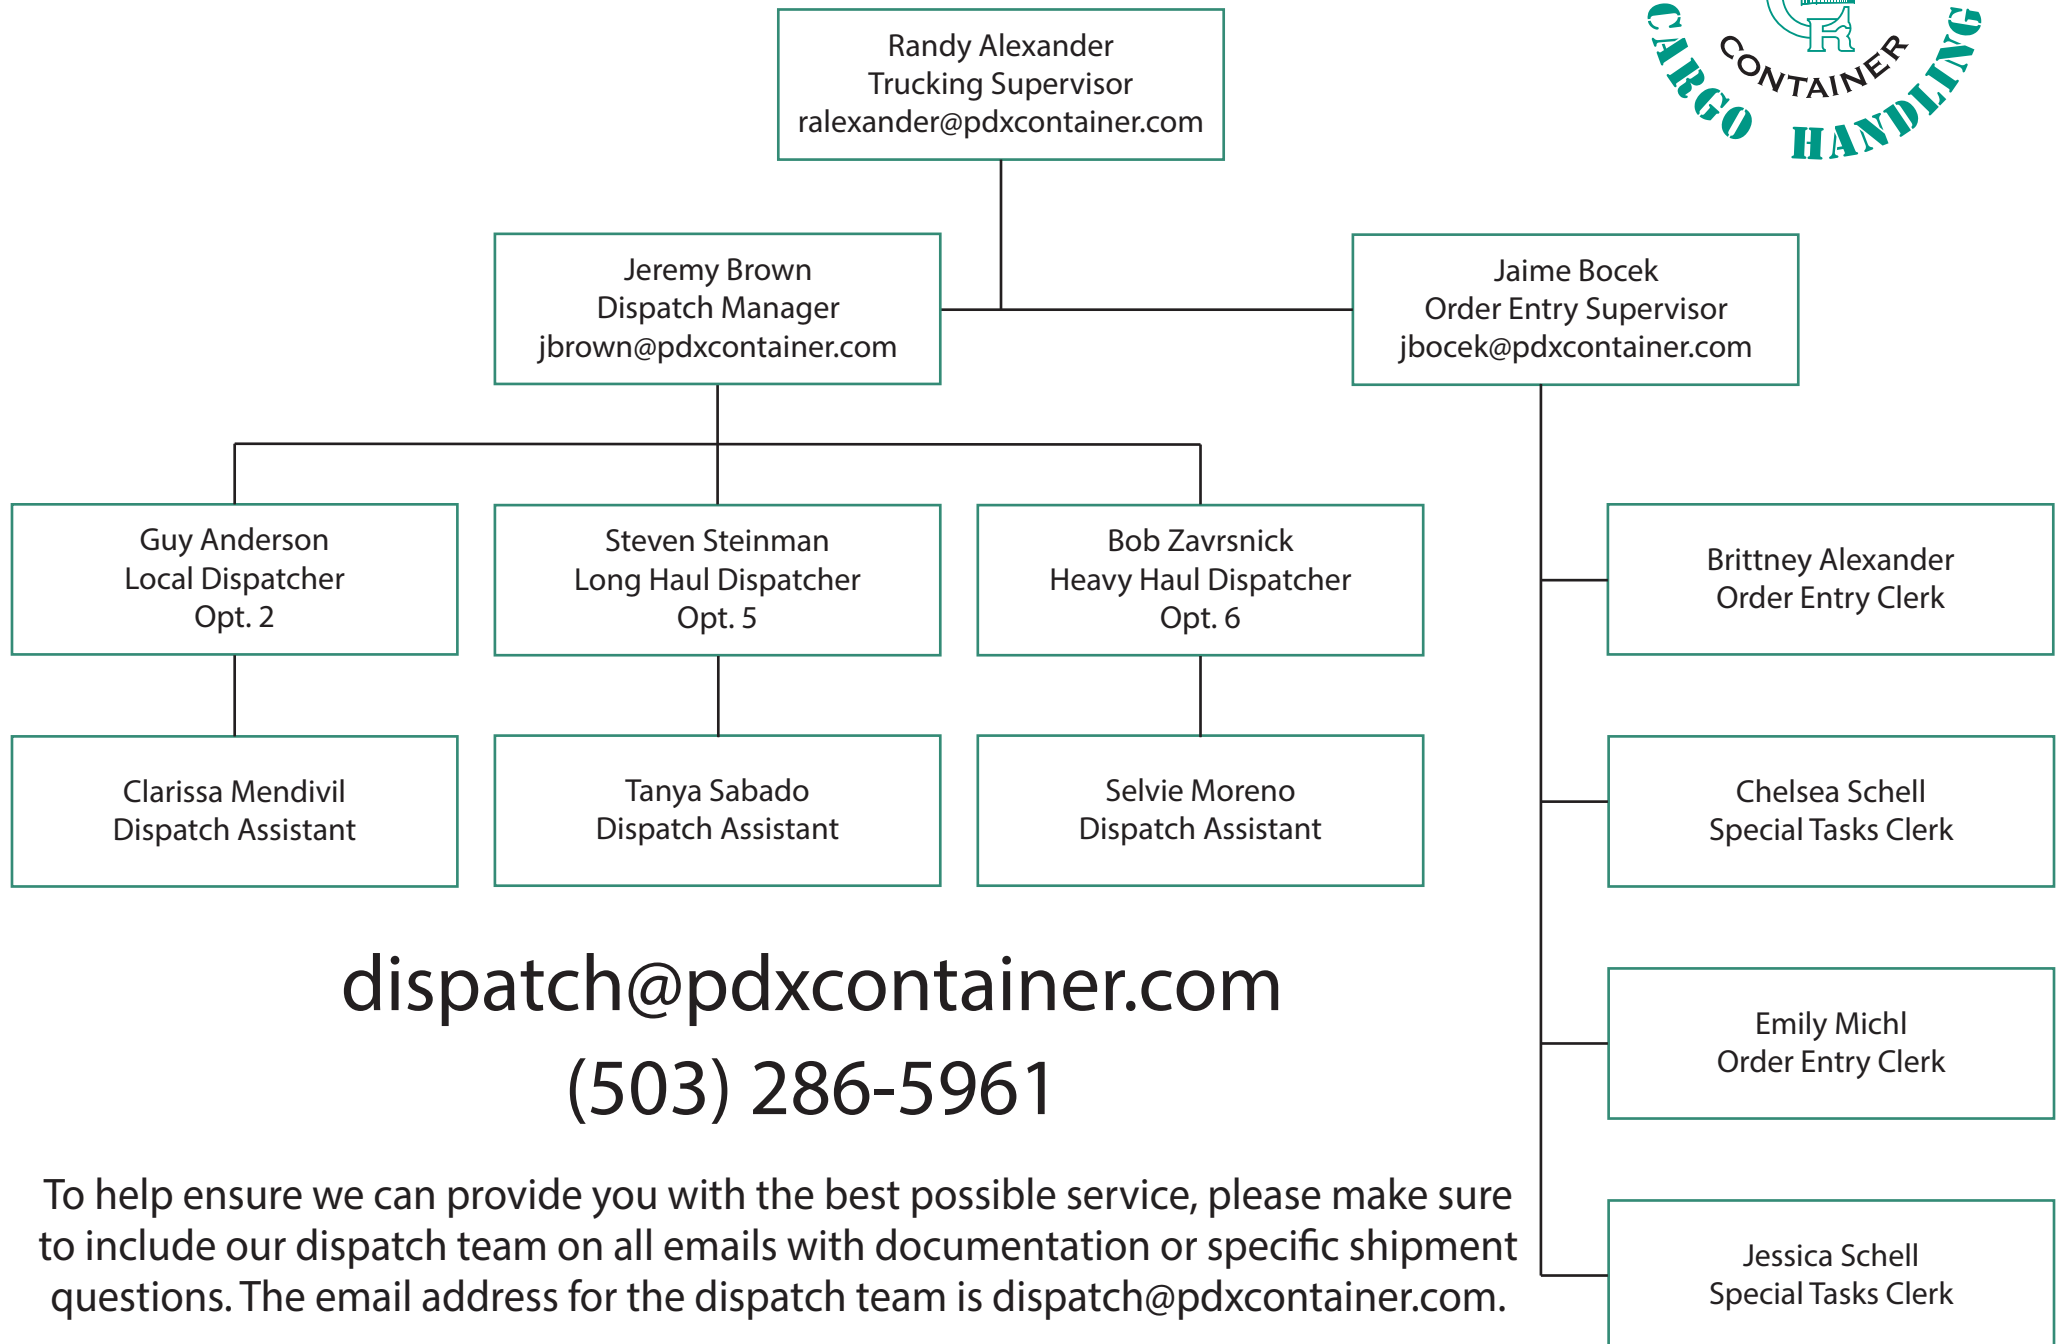 Randy Alexander
Trucking Supervisor
ralexander@pdxcontainer.com
CONTAINER
CARGO HANDLING
Jeremy Brown
Dispatch Manager
jbrown@pdxcontainer.com
Jaime Bocek
Order Entry Supervisor
jbocek@pdxcontainer.com
Guy Anderson
Local Dispatcher
Opt. 2
Steven Steinman
Long Haul Dispatcher
Opt. 5
Bob Zavrsnick
Heavy Haul Dispatcher
Opt. 6
Brittney Alexander
Order Entry Clerk
Clarissa Mendivil
Dispatch Assistant
Tanya Sabado
Dispatch Assistant
Selvie Moreno
Dispatch Assistant
Chelsea Schell
Special Tasks Clerk
Emily Michl
Order Entry Clerk
Jessica Schell
Special Tasks Clerk
dispatch@pdxcontainer.com
(503) 286-5961
To help ensure we can provide you with the best possible service, please make sure
to include our dispatch team on all emails with documentation or specific shipment
questions. The email address for the dispatch team is dispatch@pdxcontainer.com.